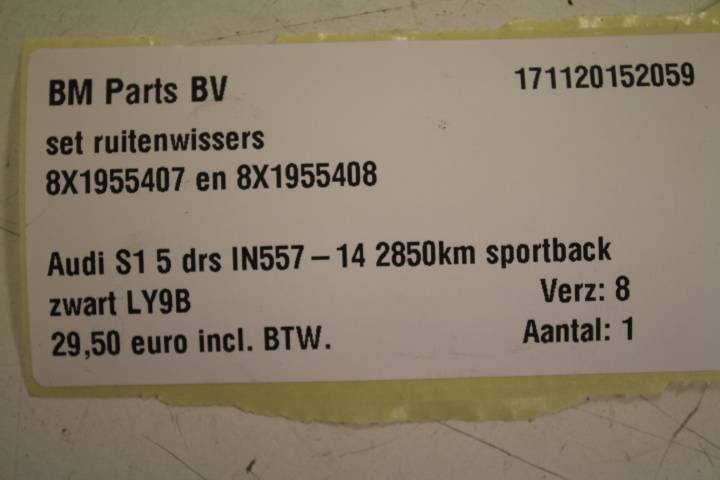 BM Parts BV 171120152059
set ruitenwissers
8X1955407 en 8X1955408
Audi S1 5 drs IN557-14 2850km sportback
zwart LY9B Verz: 8
29,50 euro incl. BTW. Aantal: 1